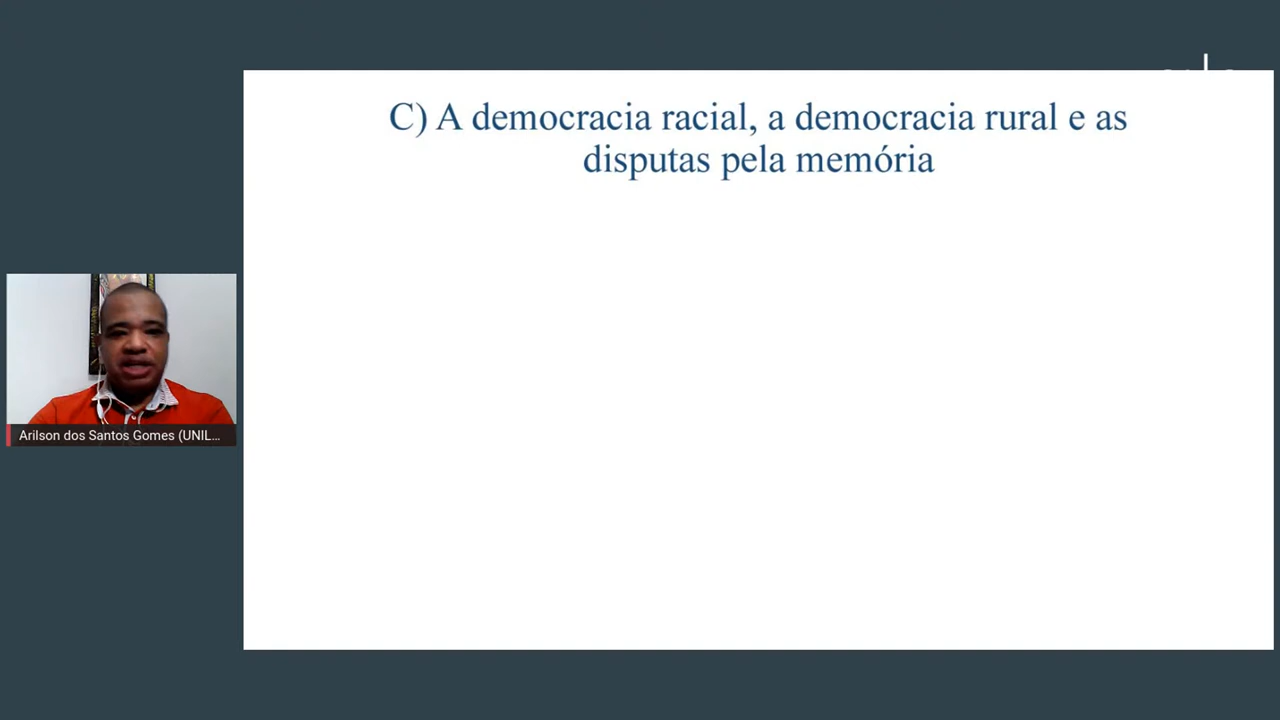 C) A democracia racial, a democracia rural e as
disputas pela memória
Arilson dos Santos Gomes (UNIL...